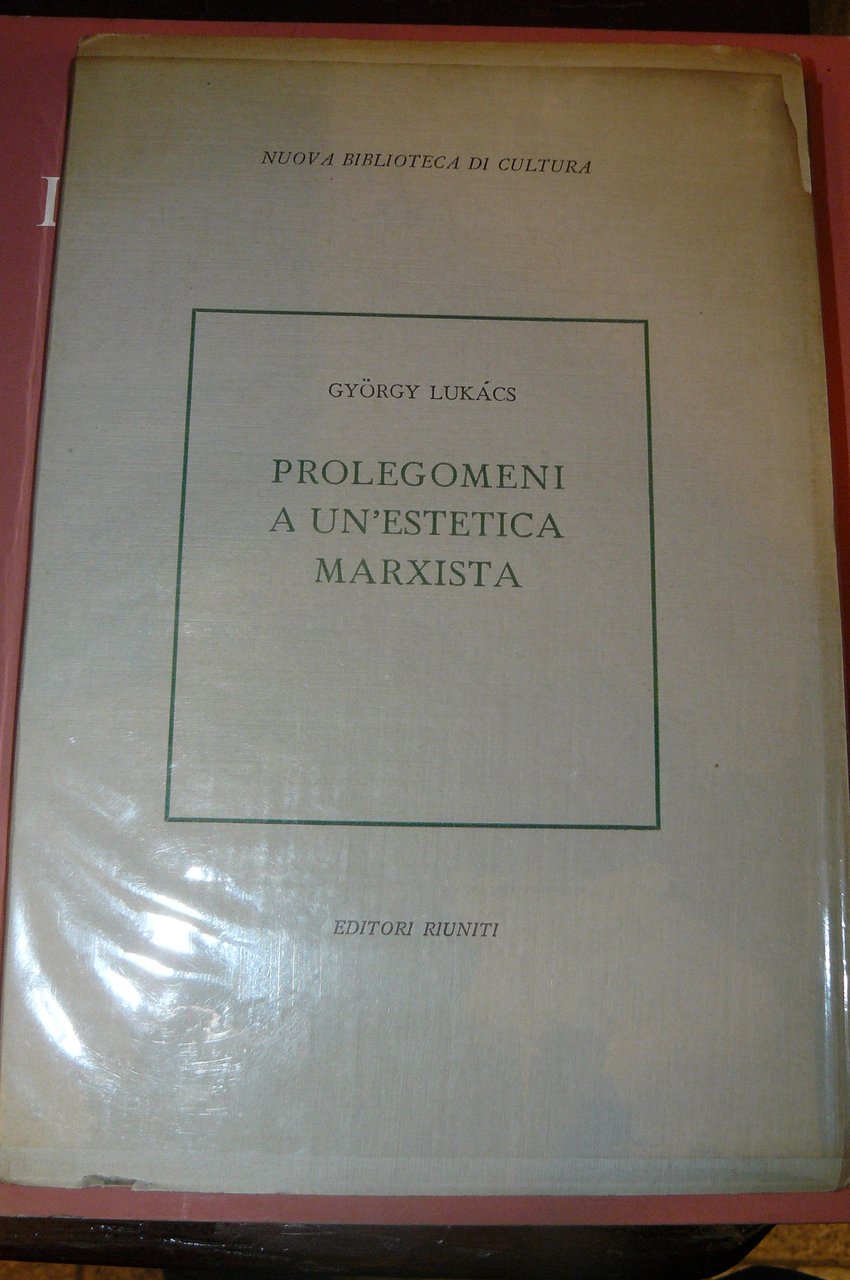 NUOVA BIBLIOTECA DI CULTURA
GYÖRGY LUKÁCS
PROLEGOMENI
A UN'ESTETICA
MARXISTA
EDITORI RIUNITI